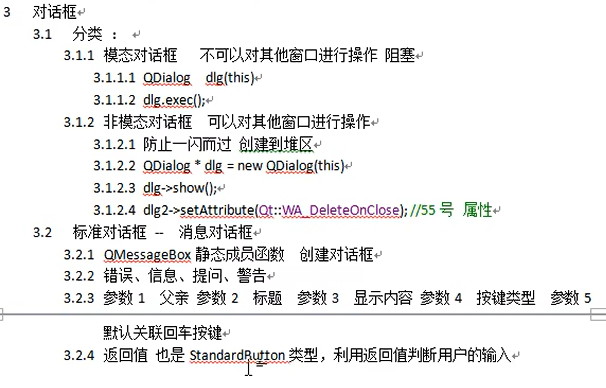 3 对话框
3.1 分类 ：
3.1.1 模态对话框 不可以对其他窗口进行操作 阻塞
3.1.1.1 QDialog dlg(this)
3.1.1.2 dlg.exec();
3.1.2 非模态对话框 可以对其他窗口进行操作
3.1.2.1 防止一闪而过 创建到堆区
3.1.2.2 QDialog * dlg = new QDialog(this)
3.1.2.3 dlg->show();
3.1.2.4 dlg2->setAttribute(Qt::WA_DeleteOnClose); //55 号 属性
3.2 标准对话框 -- 消息对话框
3.2.1 QMessageBox 静态成员函数 创建对话框
3.2.2 错误、信息、提问、警告
3.2.3 参数 1 父亲 参数 2 标题 参数 3 显示内容 参数 4 按键类型 参数 5
默认关联回车按键
3.2.4 返回值 也是 StandardButton 类型，利用返回值判断用户的输入